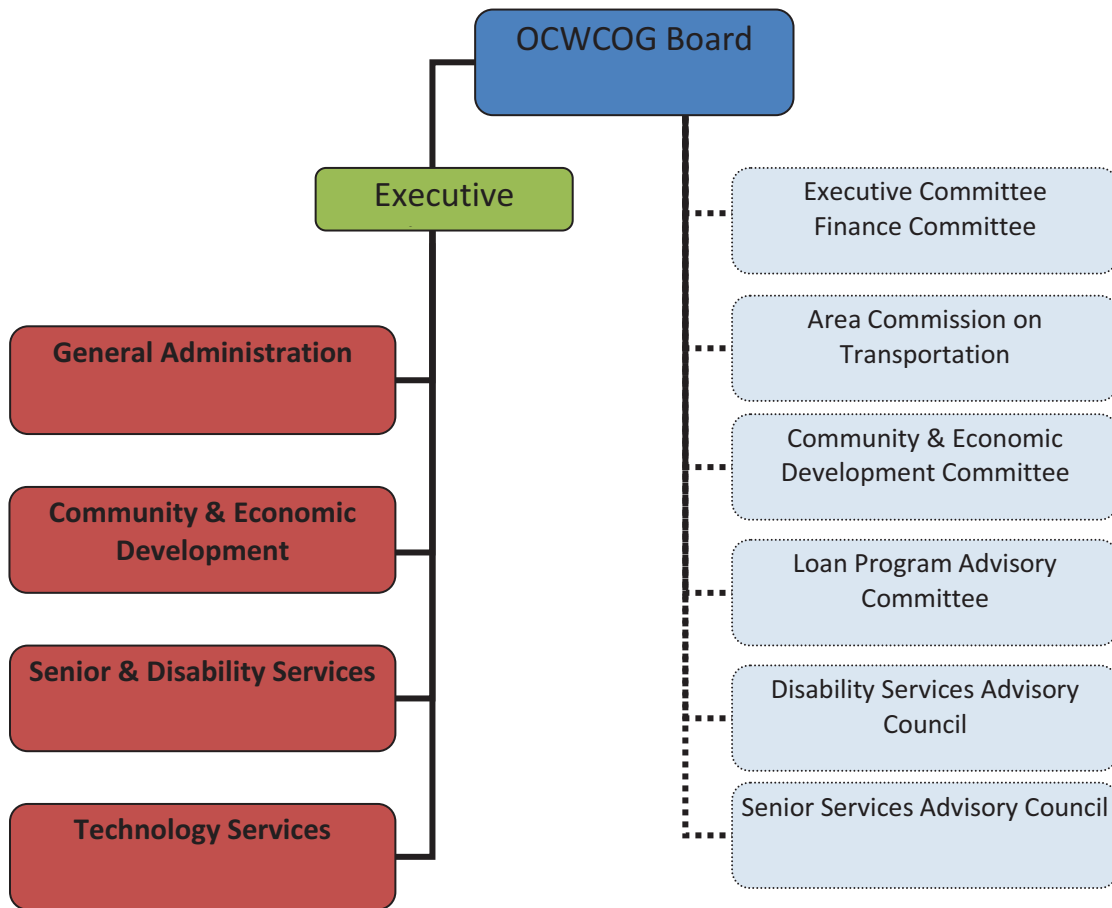 OCWCOG Board
Executive
General Administration
Community & Economic
Development
Senior & Disability Services
Technology Services
Executive Committee
Finance Committee
Area Commission on
Transportation
Community & Economic
Development Committee
Loan Program Advisory
Committee
Disability Services Advisory
Council
Senior Services Advisory Council